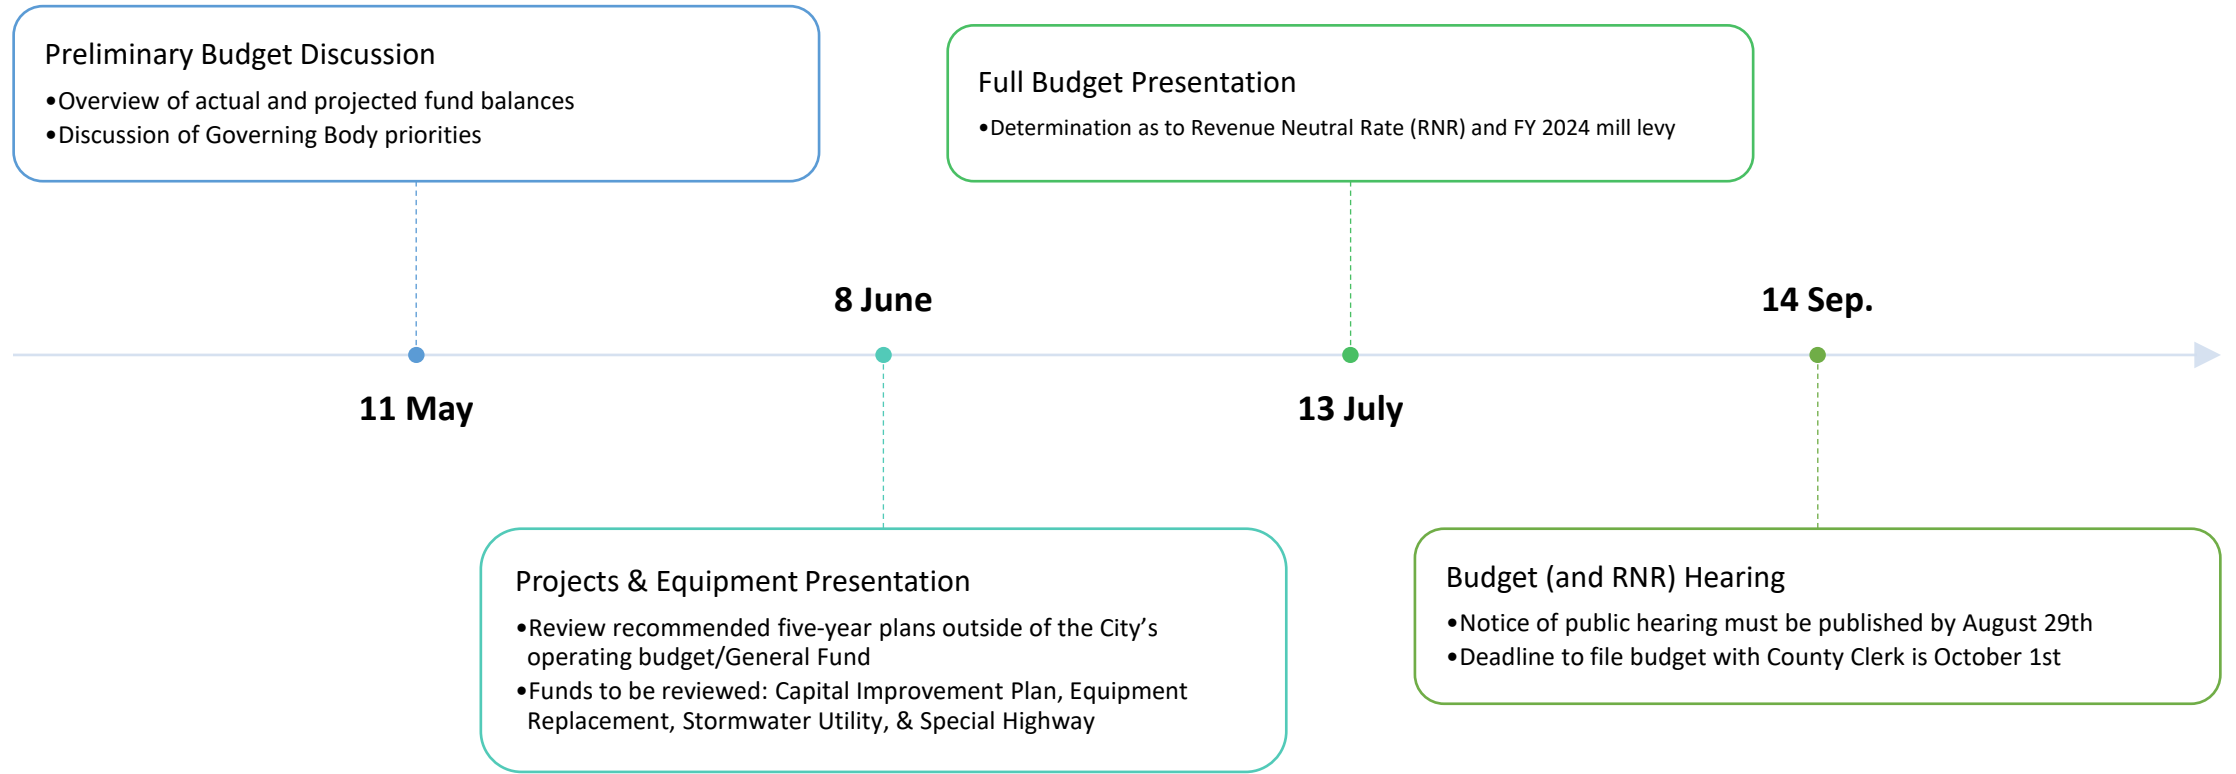 Preliminary Budget Discussion
•Overview of actual and projected fund balances
•Discussion of Governing Body priorities
11 May
8 June
Projects & Equipment Presentation
•Review recommended five-year plans outside of the City’s
operating budget/General Fund
•Funds to be reviewed: Capital Improvement Plan, Equipment
Replacement, Stormwater Utility, & Special Highway
Full Budget Presentation
•Determination as to Revenue Neutral Rate (RNR) and FY 2024 mill levy
13 July
14 Sep.
Budget (and RNR) Hearing
•Notice of public hearing must be published by August 29th
•Deadline to file budget with County Clerk is October 1st